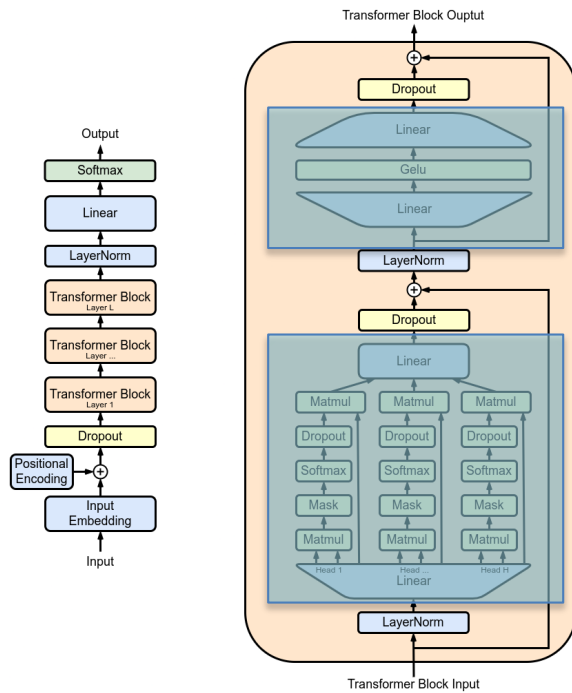 Output
Softmax
Linear
LayerNorm
Transformer Block
Layer L
Transformer Block
Layer ...
Transformer Block
Layer 1
Dropout
Positional
Encoding
Input
Embedding
Input
Transformer Block Ouptut
Dropout
Linear
Gelu
Linear
LayerNorm
Dropout
Linear
Matmul Matmul Matmul
Dropout Dropout Dropout
Softmax Softmax Softmax
Mask Mask Mask
Matmul Matmul Matmul
Head 1 Head ... Head H
Linear
LayerNorm
Transformer Block Input